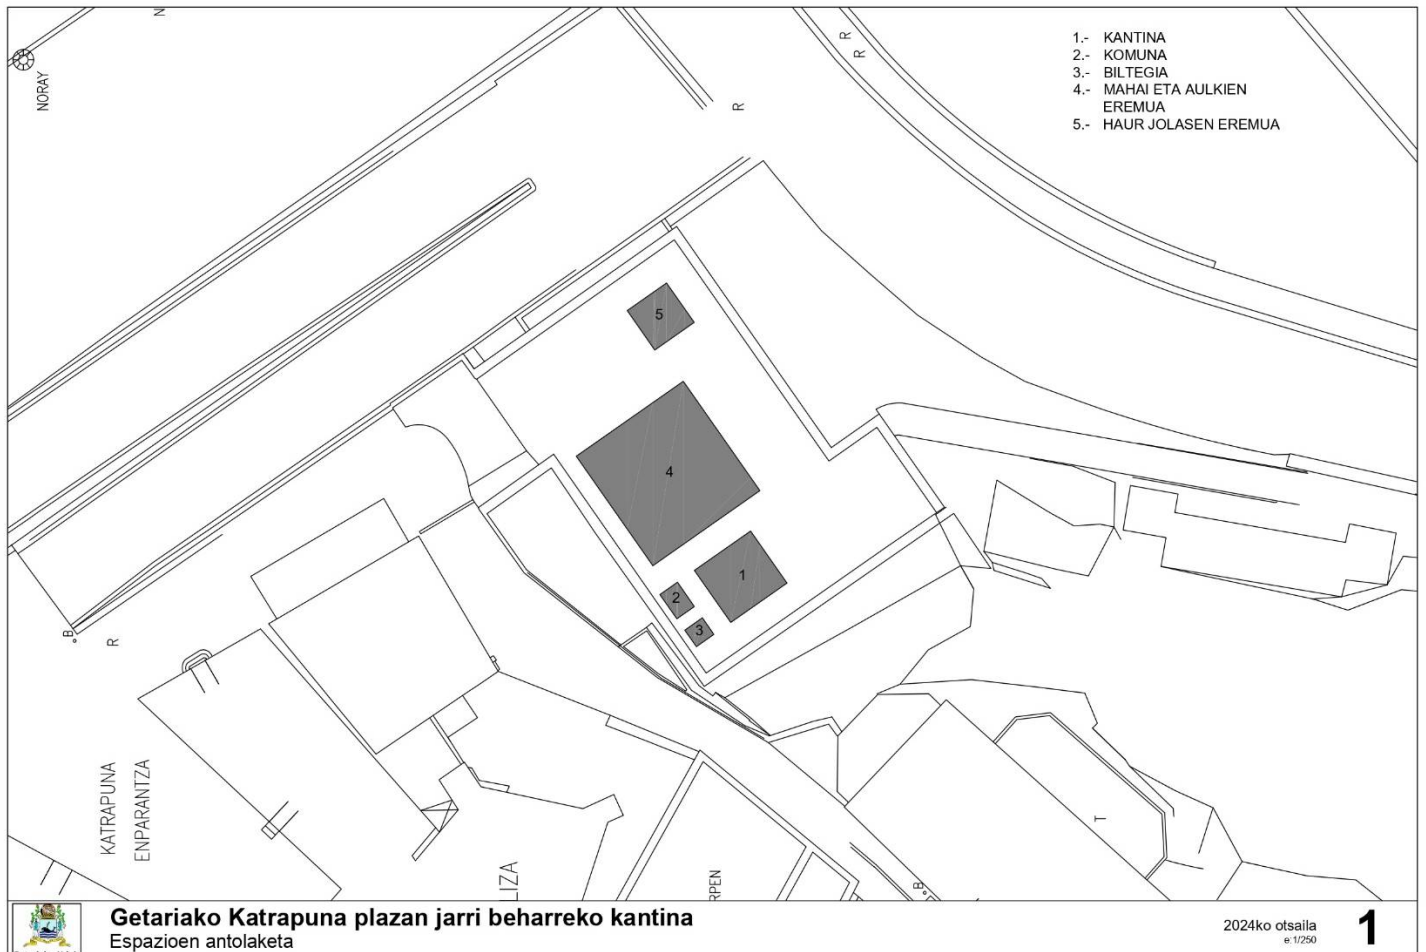 N
NORAY
R
R
R
1.- KANTINA
2.- KOMUNA
3.- BILTEGIA
4.- MAHAI ETA AULKIEN
EREMUA
5.- HAUR JOLASEN EREMUA
5
4
1
2
3
B
R
KATRAPUNA
ENPARANTZA
LIZA
RPEN
B
T
Getariako Katrapuna plazan jarri beharreko kantina
Espazioen antolaketa
2024ko otsaila
e:1/250
1